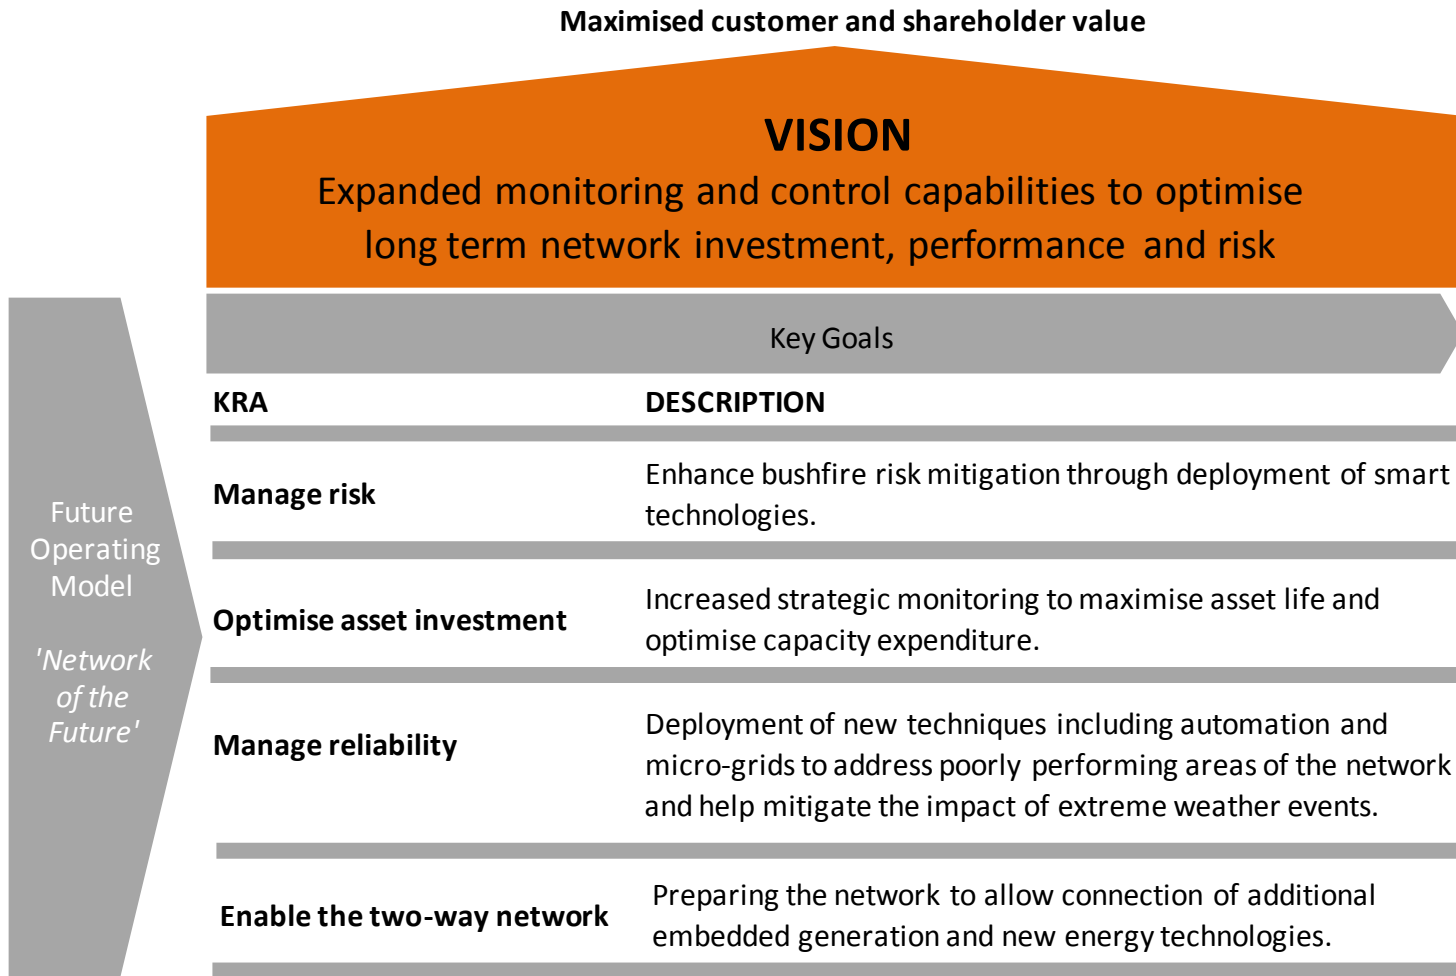 Maximised customer and shareholder value
VISION
Expanded monitoring and control capabilities to optimise
long term network investment, performance and risk
Key Goals
Future
Operating
Model
'Network
of the
Future'
KRA DESCRIPTION
Manage risk
Enhance bushfire risk mitigation through deployment of smart
technologies.
Optimise asset investment
Increased strategic monitoring to maximise asset life and
optimise capacity expenditure.
Manage reliability
Deployment of new techniques including automation and
micro-grids to address poorly performing areas of the network
and help mitigate the impact of extreme weather events.
Enable the two-way network
Preparing the network to allow connection of additional
embedded generation and new energy technologies.